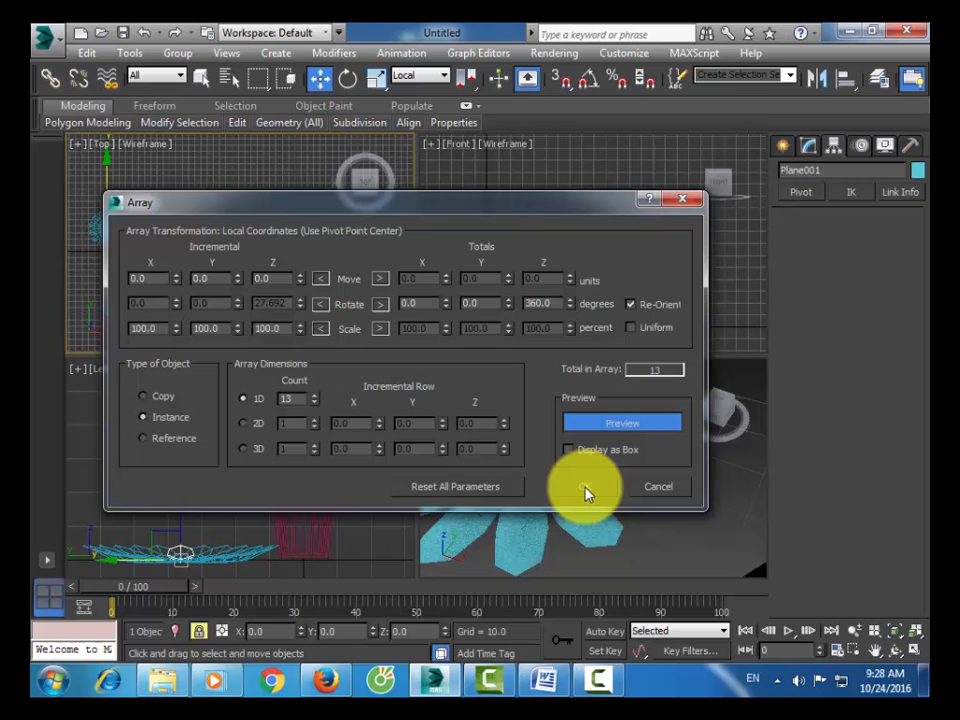 Workspace: Default
Untitled
Type a keyword or phrase
Edit Tools Group Views Create Modifiers Animation Graph Editors Rendering Customize MAXScript Help
All
Local
Create Selection Se
Modeling Freeform Selection Object Paint Populate
Polygon Modeling Modify Selection Edit Geometry (All) Subdivision Align Properties
[+] [Top] [Wireframe]
[+] [Front] [Wireframe]
Plane001
Pivot IK Link Info
Array
Array Transformation: Local Coordinates (Use Pivot Point Center)
Incremental Totals
X Y Z X Y Z
0.0 0.0 0.0 < Move > 0.0 0.0 0.0 units
0.0 0.0 27.692 < Rotate > 0.0 0.0 360.0 degrees Re-Orient
100.0 100.0 100.0 < Scale > 100.0 100.0 100.0 percent Uniform
Type of Object
Copy
Instance
Reference
Array Dimensions
Count
Incremental Row
X Y Z
1D 13
2D 1 0.0 0.0 0.0
3D 1 0.0 0.0 0.0
Total in Array: 13
Preview
Preview
Display as Box
Reset All Parameters
Cancel
0 / 100
0 10 20 30 40 50 60 70 80 90 100
1 Objec
X: 0.0 Y: 0.0 Z: 0.0 Grid = 10.0
Auto Key Selected
Welcome to M
Click and drag to select and move objects
Add Time Tag
Set Key Key Filters... 0
EN
9:28 AM
10/24/2016